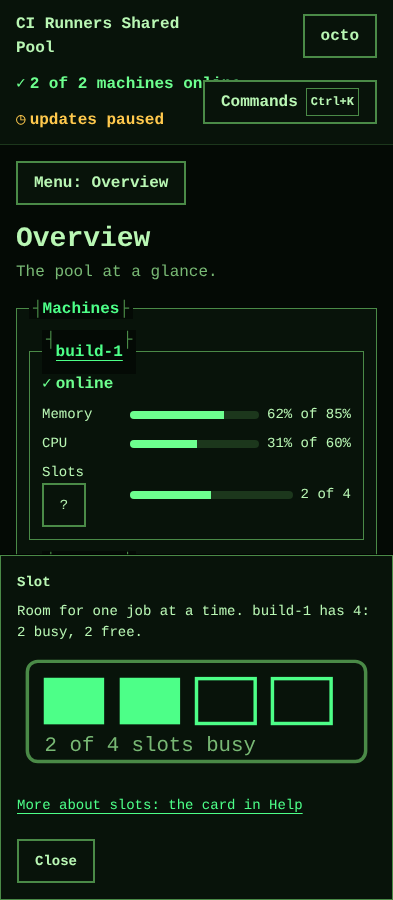 CI Runners Shared
Pool
octo
✓ 2 of 2 machines online
Commands Ctrl+K
◷ updates paused
Menu: Overview
Overview
The pool at a glance.
Machines
build-1
✓ online
Memory 62% of 85%
CPU 31% of 60%
Slots
? 2 of 4
Slot
Room for one job at a time. build-1 has 4:
2 busy, 2 free.
2 of 4 slots busy
More about slots: the card in Help
Close